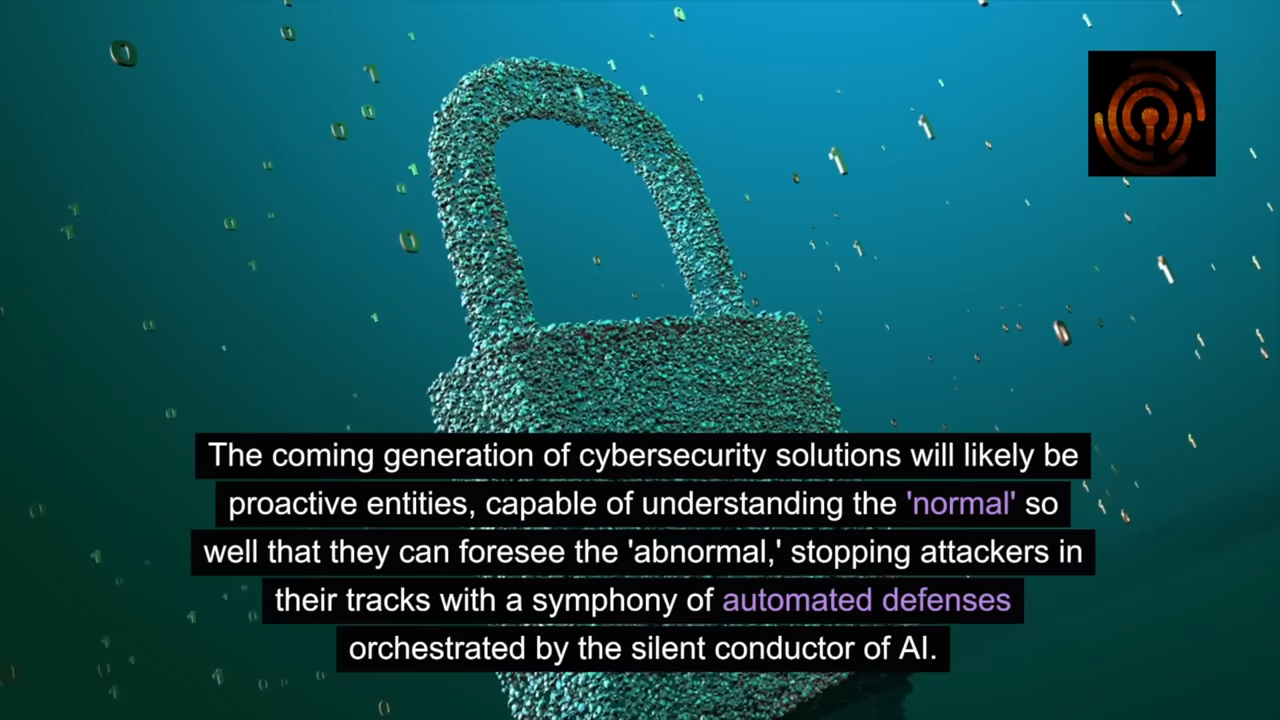 The coming generation of cybersecurity solutions will likely be
proactive entities, capable of understanding the 'normal' so
well that they can foresee the 'abnormal,' stopping attackers in
their tracks with a symphony of automated defenses
orchestrated by the silent conductor of AI.